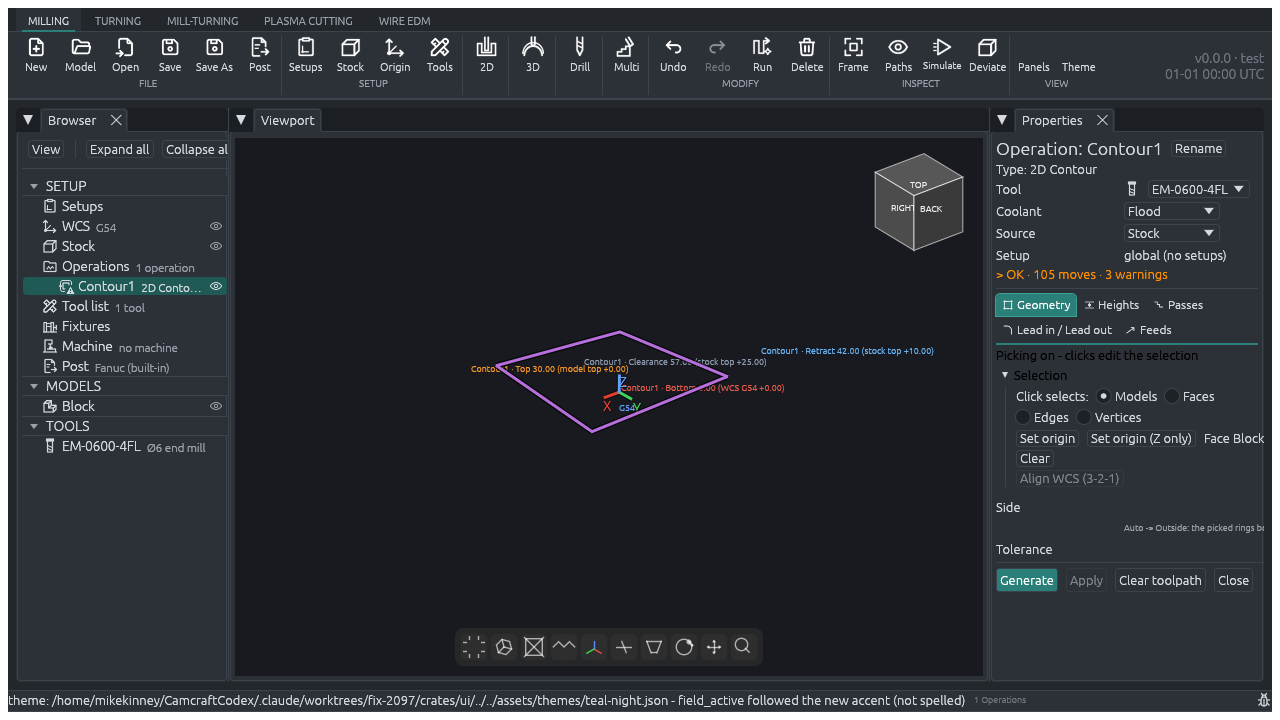 MILLING TURNING MILL-TURNING PLASMA CUTTING WIRE EDM
New Model Open Save Save As Post Setups Stock Origin Tools 2D 3D Drill Multi Undo Redo Run Delete Frame Paths Simulate Deviate Panels Theme
FILE SETUP MODIFY INSPECT VIEW
v0.0.0 · test
01-01 00:00 UTC
Browser
View Expand all Collapse al
SETUP
Setups
WCS G54
Stock
Operations 1 operation
Contour1 2D Conto...
Tool list 1 tool
Fixtures
Machine no machine
Post Fanuc (built-in)
MODELS
Block
TOOLS
EM-0600-4FL Ø6 end mill
Viewport
TOP
RIGHT BACK
Contour1 · Retract 42.00 (stock top +10.00)
Contour1 · Clearance 57.00 (stock top +25.00)
Contour1 · Top 30.00 (model top +0.00)
Contour1 · Bottom 0.00 (WCS G54 +0.00)
Z
X G54 Y
Properties
Operation: Contour1 Rename
Type: 2D Contour
Tool EM-0600-4FL
Coolant Flood
Source Stock
Setup global (no setups)
> OK · 105 moves · 3 warnings
Geometry Heights Passes
Lead in / Lead out Feeds
Picking on - clicks edit the selection
Selection
Click selects: Models Faces
Edges Vertices
Set origin Set origin (Z only) Face Block
Clear
Align WCS (3-2-1)
Side
Auto -> Outside: the picked rings bo
Tolerance
Generate Apply Clear toolpath Close
theme: /home/mikekinney/CamcraftCodex/.claude/worktrees/fix-2097/crates/ui/../../assets/themes/teal-night.json - field_active followed the new accent (not spelled) 1 Operations